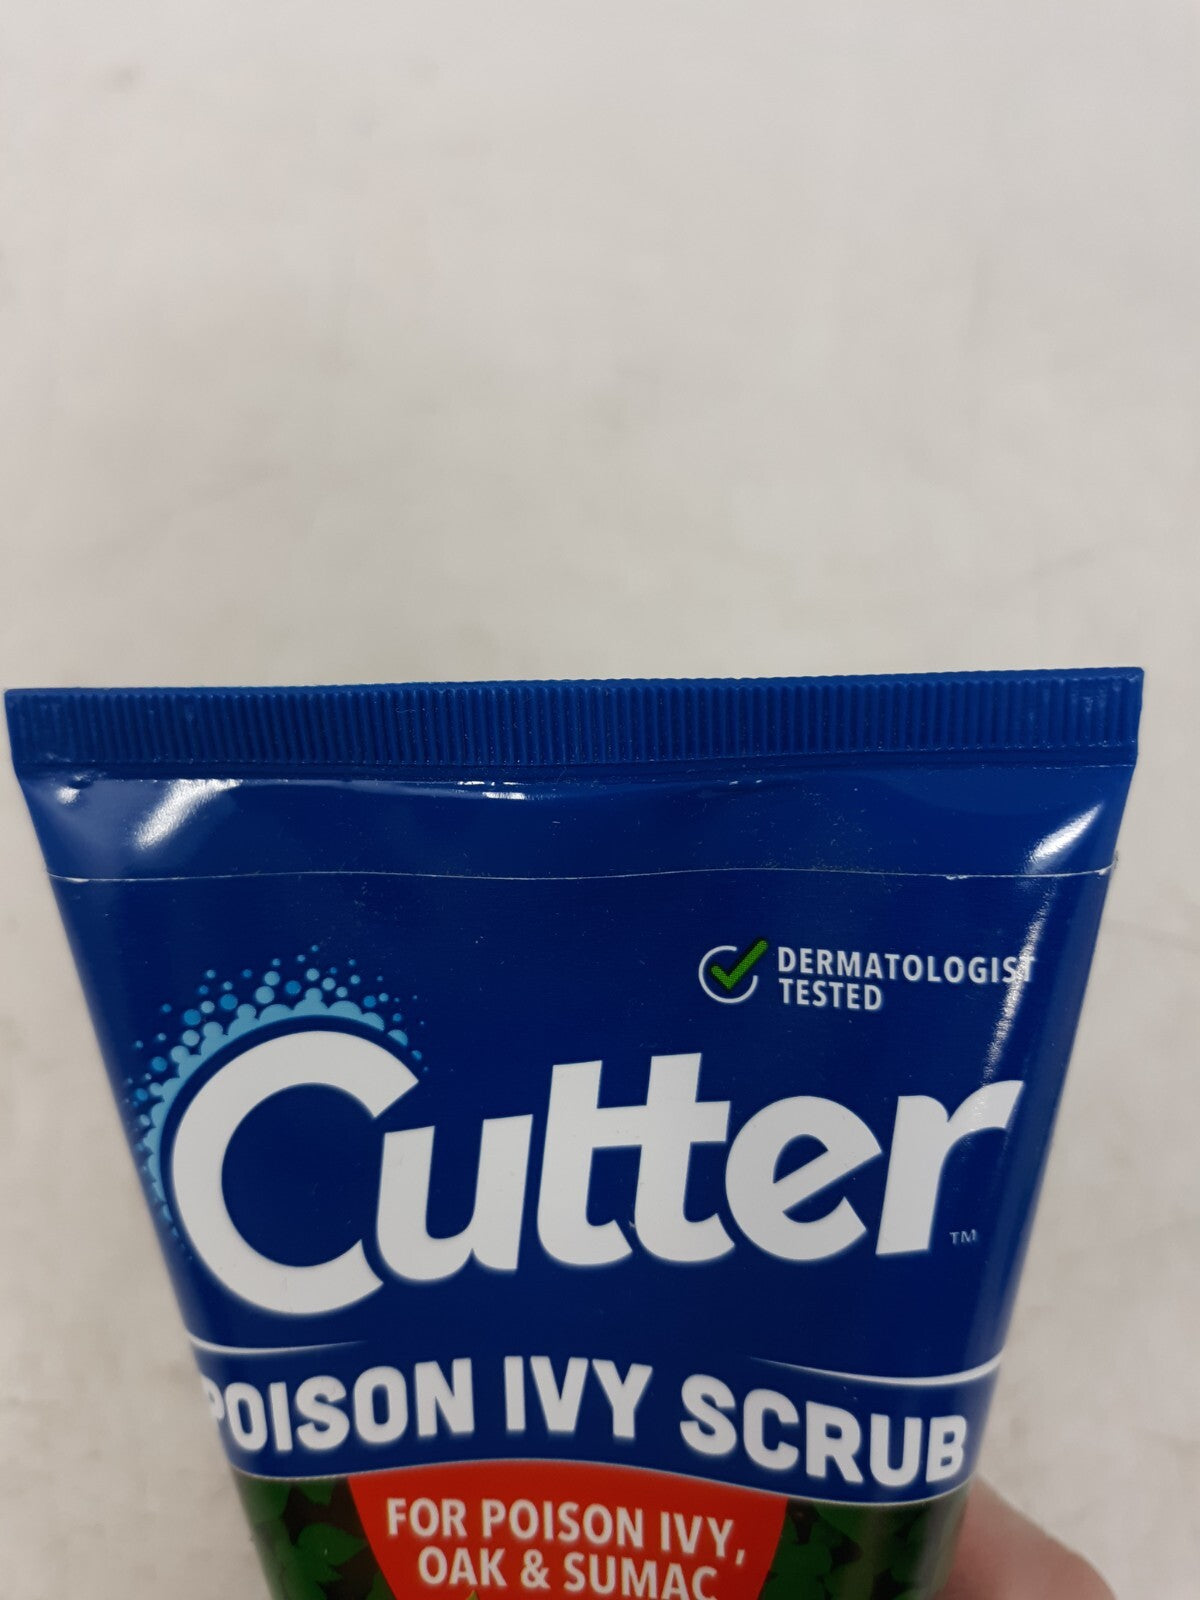 DERMATOLOGIST
TESTED
Cutter™
POISON IVY SCRUB
FOR POISON IVY,
OAK & SUMAC